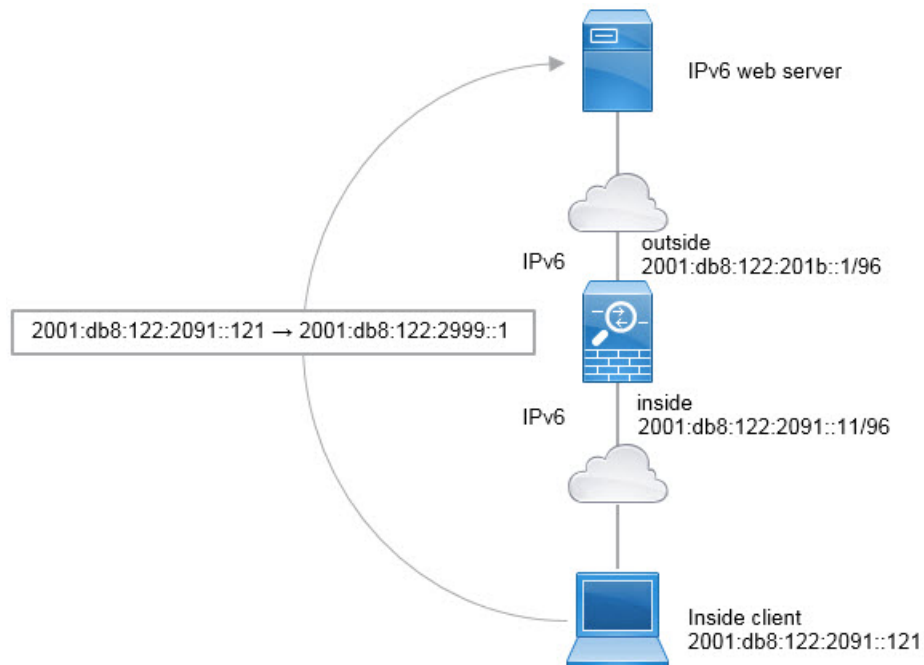 IPv6 web server
outside
IPv6
2001:db8:122:201b::1/96
2001:db8:122:2091::121 → 2001:db8:122:2999::1
inside
IPv6
2001:db8:122:2091::11/96
Inside client
2001:db8:122:2091::121